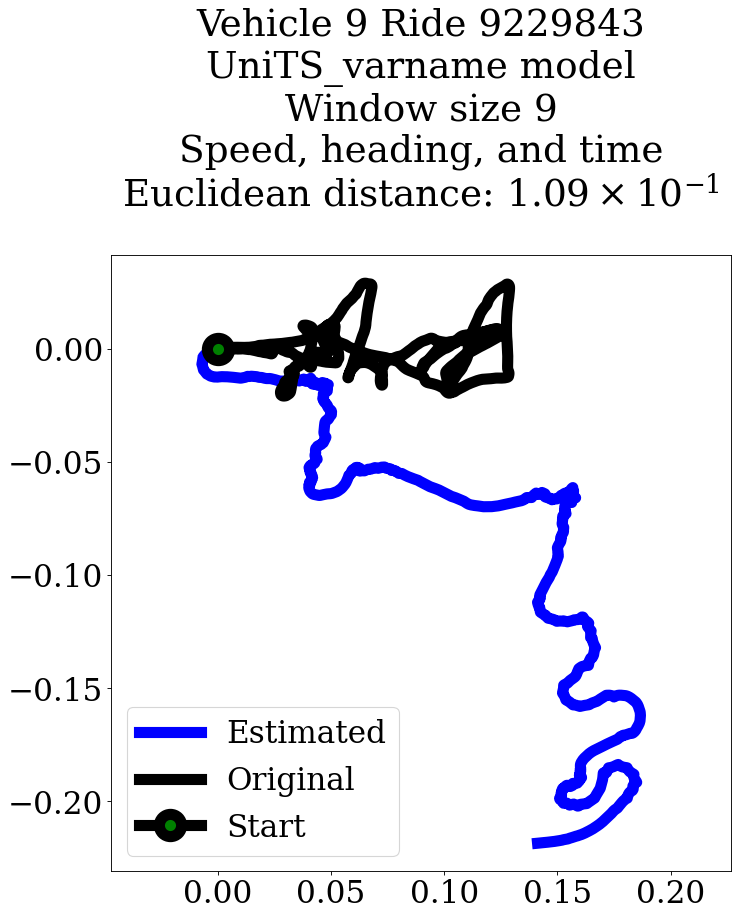 Vehicle 9 Ride 9229843
UniTS_varname model
Window size 9
Speed, heading, and time
Euclidean distance: 1.09 × 10⁻¹
0.00
−0.05
−0.10
−0.15
−0.20
Estimated
Original
Start
0.00 0.05 0.10 0.15 0.20